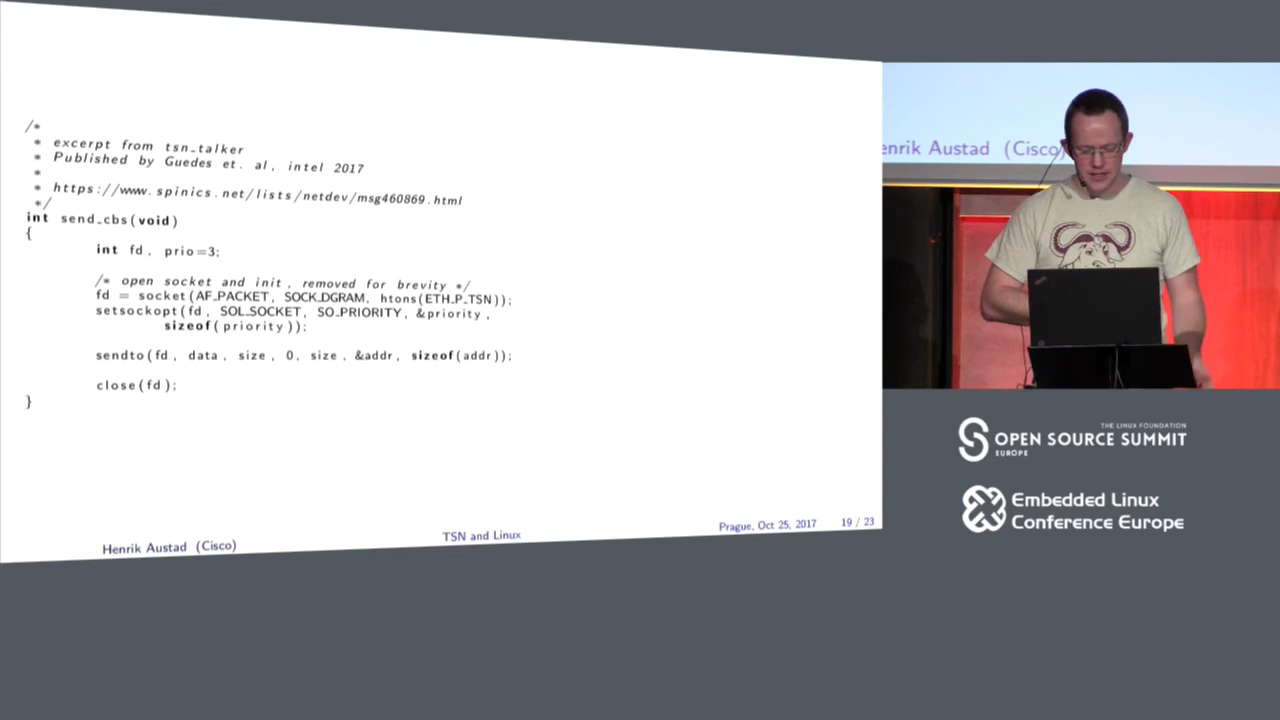 /*
* excerpt from tsn_talker
* Published by Guedes et. al, intel 2017
*
* https://www.spinics.net/lists/netdev/msg460869.html
*/
int send_cbs(void)
{
int fd, prio=3;
/* open socket and init, removed for brevity */
fd = socket(AF_PACKET, SOCK_DGRAM, htons(ETH_P_TSN));
setsockopt(fd, SOL_SOCKET, SO_PRIORITY, &priority,
sizeof(priority));
sendto(fd, data, size, 0, size, &addr, sizeof(addr));
close(fd);
}
Henrik Austad (Cisco) TSN and Linux Prague, Oct 25, 2017 19 / 23
enrik Austad (Cisco)
THE LINUX FOUNDATION
OPEN SOURCE SUMMIT
EUROPE
Embedded Linux
Conference Europe